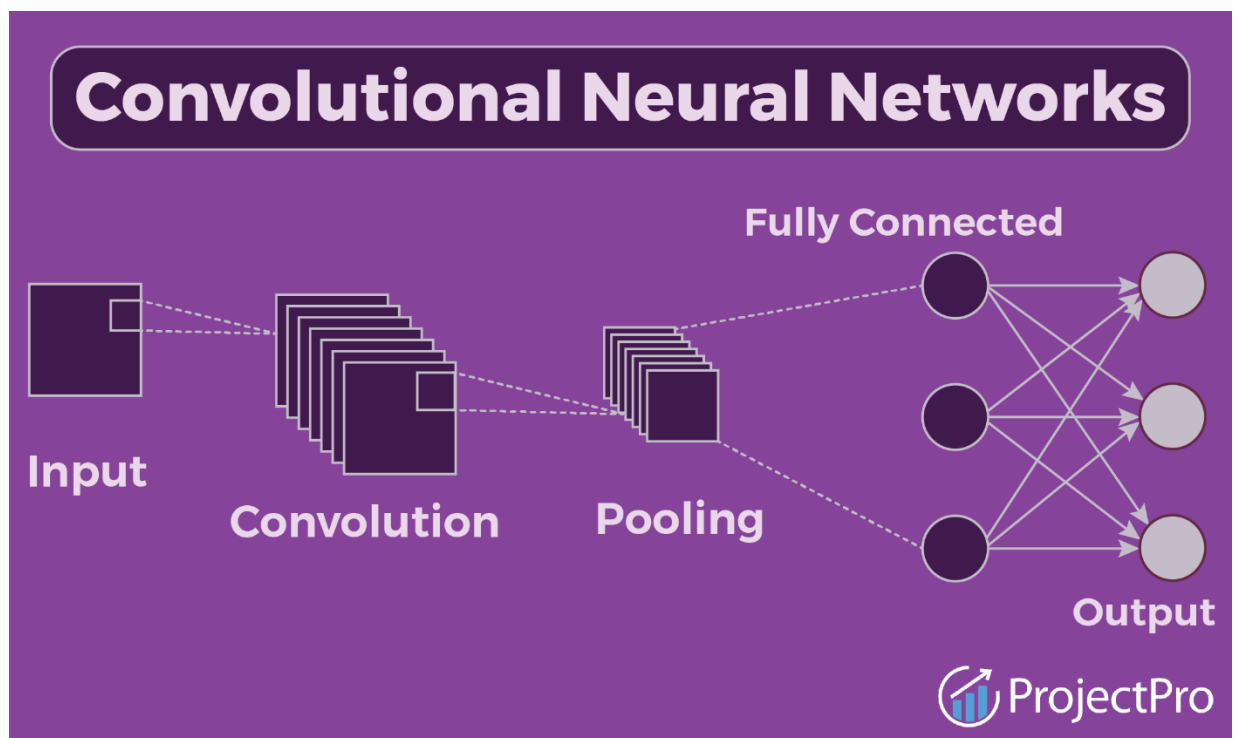 Convolutional Neural Networks
Fully Connected
Input
Convolution
Pooling
Output
ProjectPro